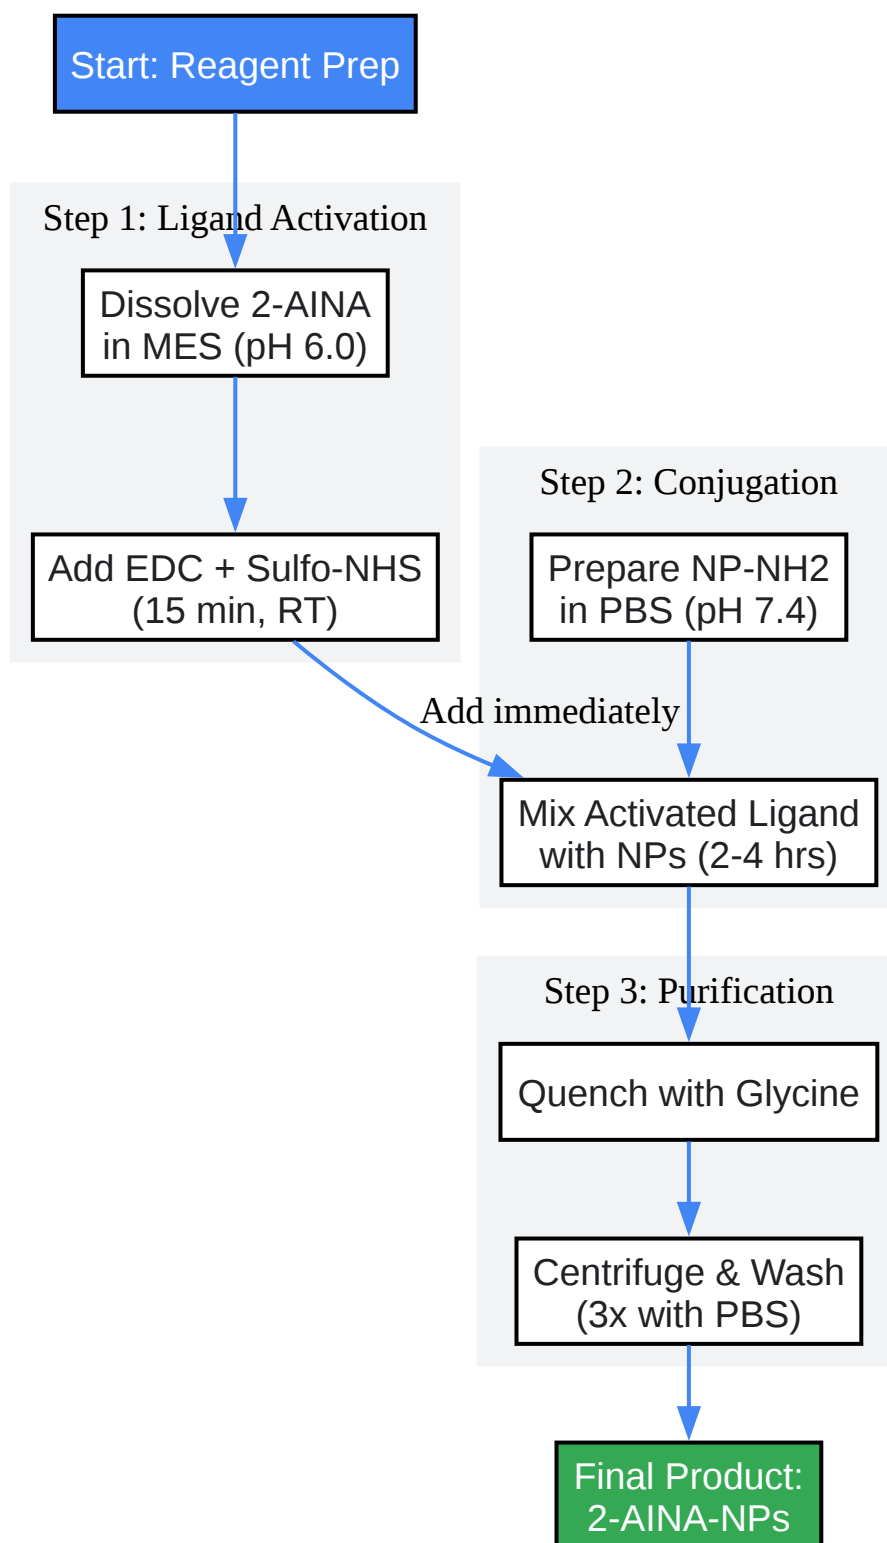 Start: Reagent Prep
Step 1: Ligand Activation
Dissolve 2-AINA
in MES (pH 6.0)
Add EDC + Sulfo-NHS
(15 min, RT)
Step 2: Conjugation
Prepare NP-NH2
in PBS (pH 7.4)
Add immediately
Mix Activated Ligand
with NPs (2-4 hrs)
Step 3: Purification
Quench with Glycine
Centrifuge & Wash
(3x with PBS)
Final Product:
2-AINA-NPs